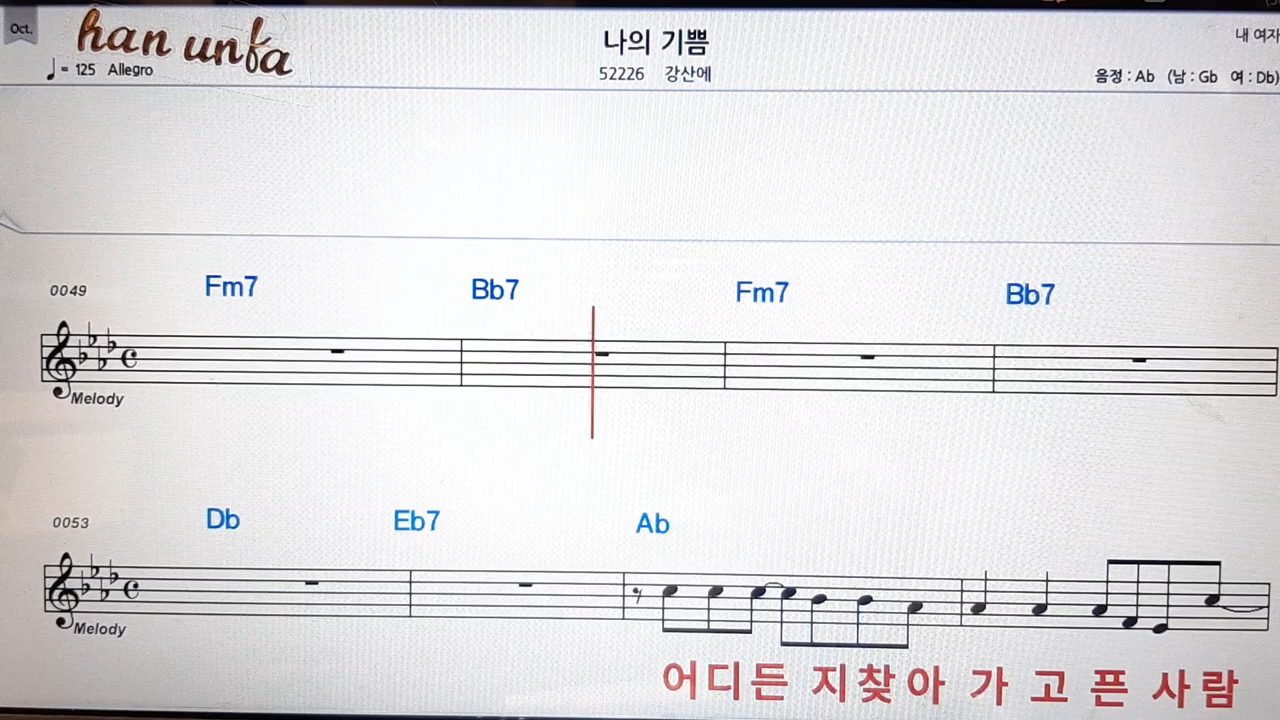 Oct.
han unfa
나의 기쁨
내 여자
♩= 125 Allegro
52226 강산에
음정 : Ab (남 : Gb 여 : Db)
0049
Fm7 Bb7 Fm7 Bb7
Melody
0053
Db Eb7 Ab
Melody
어디든 지찾아 가 고 픈 사람